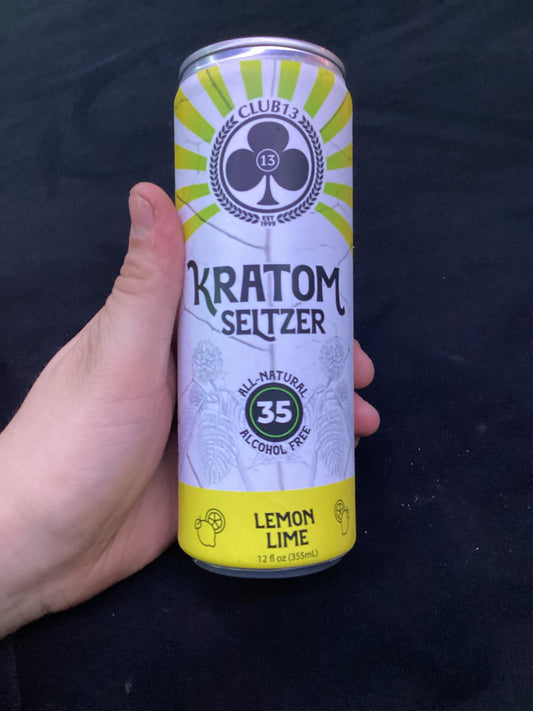 CLUB13
13
EST
1999
KRATOM
SELTZER
ALL-NATURAL
35
ALCOHOL FREE
LEMON
LIME
12 fl oz (355mL)